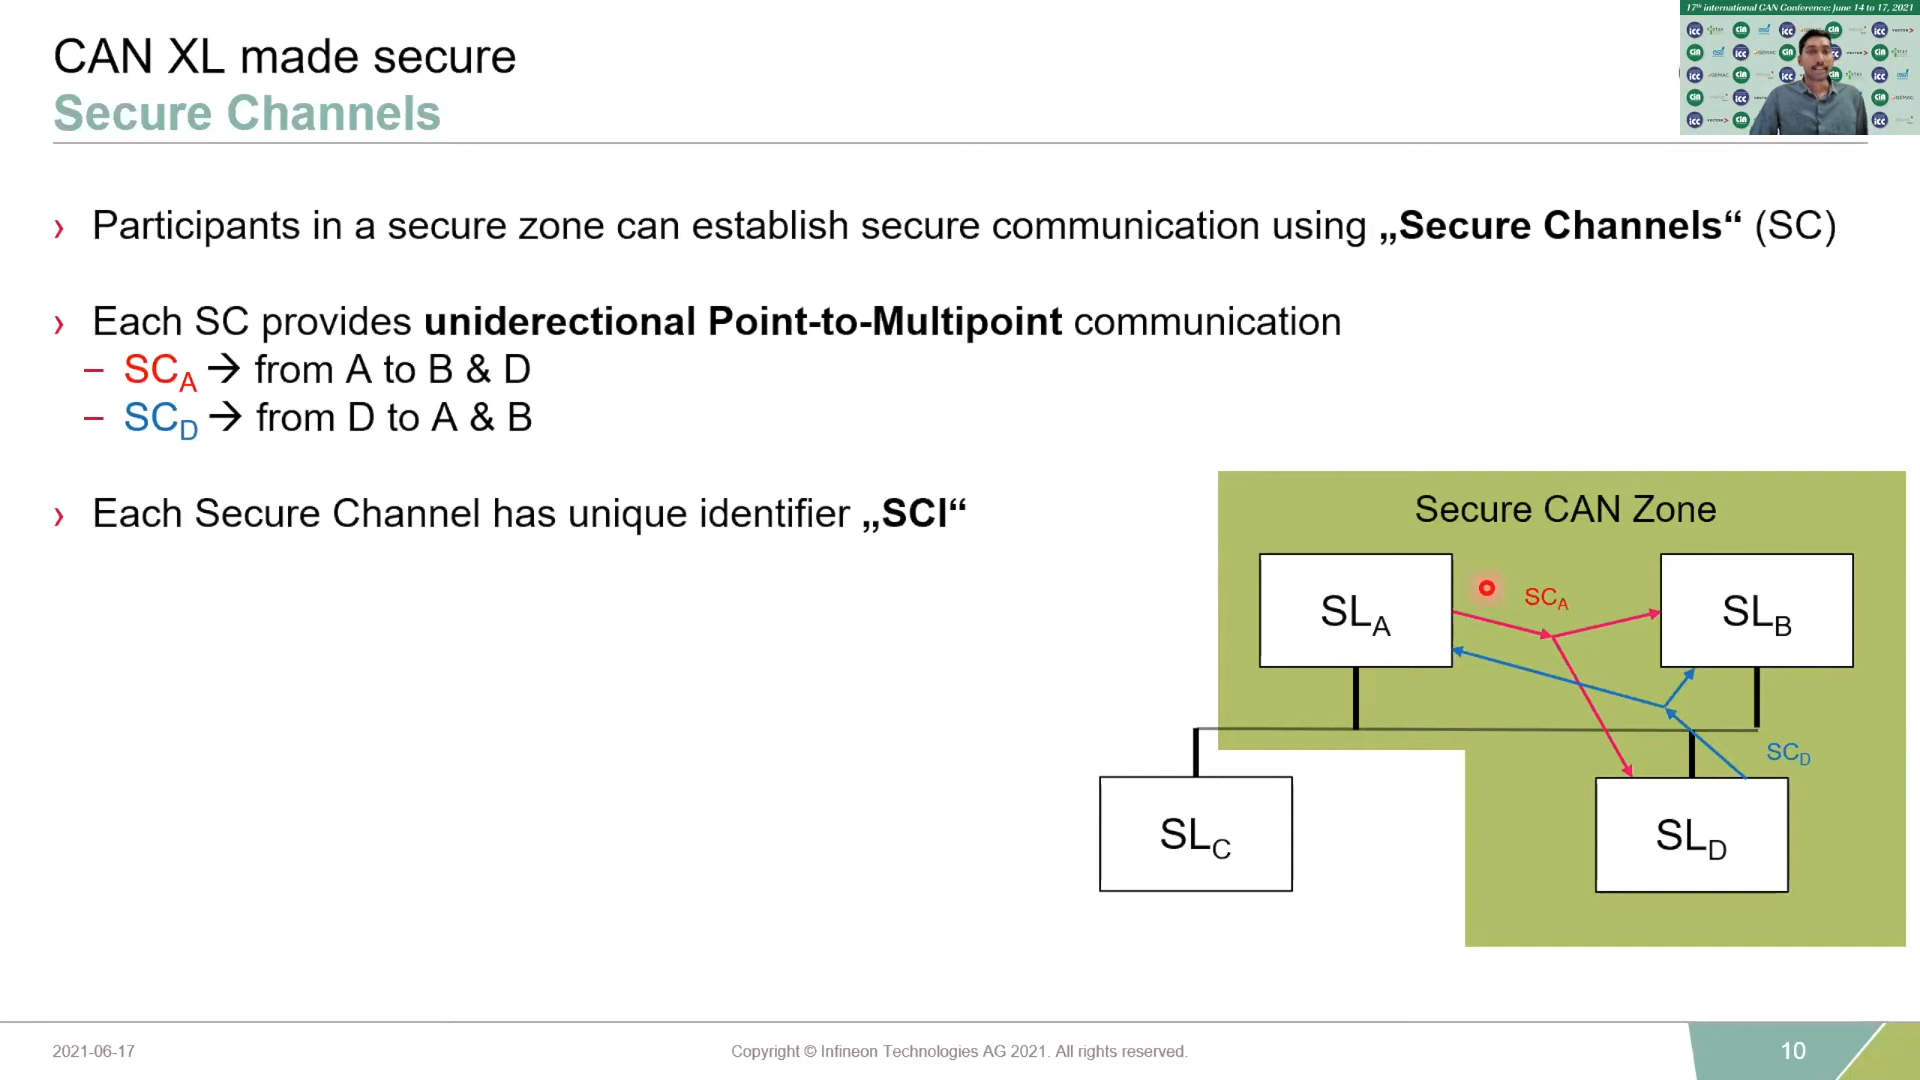 17th international CAN Conference: June 14 to 17, 2021
CAN XL made secure
Secure Channels
› Participants in a secure zone can establish secure communication using „Secure Channels“ (SC)
› Each SC provides uniderectional Point-to-Multipoint communication
– SCA → from A to B & D
– SCD → from D to A & B
› Each Secure Channel has unique identifier „SCI“
Secure CAN Zone
SLA
SCA
SLB
SCD
SLC
SLD
2021-06-17
Copyright © Infineon Technologies AG 2021. All rights reserved.
10